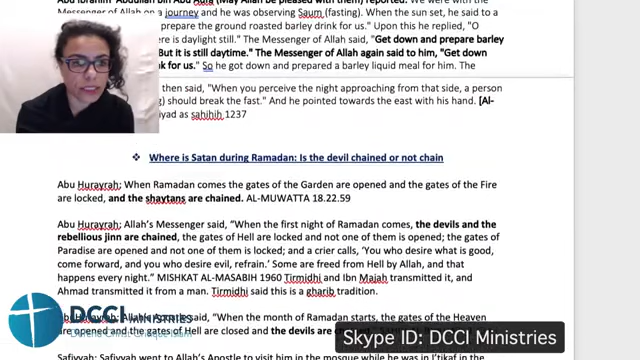 Abu Ibrahim Abdullah bin Abu Aufa (May Allah be pleased with them) reported: We were with the
Messenger of Allah on a journey and he was observing Saum (fasting). When the sun set, he said to a
prepare the ground roasted barley drink for us." Upon this he replied, "O
re is daylight still." The Messenger of Allah said, "Get down and prepare barley
But it is still daytime." The Messenger of Allah again said to him, "Get down
drink for us." So he got down and prepared a barley liquid meal for him. The
then said, "When you perceive the night approaching from that side, a person
g) should break the fast." And he pointed towards the east with his hand. [Al-
yad as sahihih 1237
❖ Where is Satan during Ramadan: Is the devil chained or not chain
Abu Hurayrah; When Ramadan comes the gates of the Garden are opened and the gates of the Fire
are locked, and the shaytans are chained. AL-MUWATTA 18.22.59
Abu Hurayrah; Allah's Messenger said, "When the first night of Ramadan comes, the devils and the
rebellious jinn are chained, the gates of Hell are locked and not one of them is opened; the gates of
Paradise are opened and not one of them is locked; and a crier calls, 'You who desire what is good,
come forward, and you who desire evil, refrain.' Some are freed from Hell by Allah, and that
happens every night." MISHKAT AL-MASABIH 1960 Tirmidhi and Ibn Majah transmitted it, and
Ahmad transmitted it from a man. Tirmidhi said this is a gharib tradition.
Abu Hurayrah; Allah's Apostle said, "When the month of Ramadan starts, the gates of the Heaven
are opened and the gates of Hell are closed and the devils are
Safiyyah; Safiyyah went to Allah's Apostle to visit him in the mosque while he was in I'tikaf in the
DCCI MINISTRIES
Defend Christ Critique Islam
Skype ID: DCCI Ministries